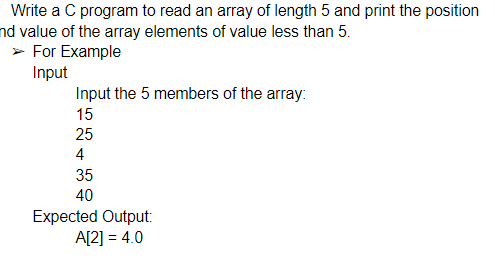 Write a C program to read an array of length 5 and print the position
nd value of the array elements of value less than 5.
➢ For Example
Input
Input the 5 members of the array:
15
25
4
35
40
Expected Output:
A[2] = 4.0